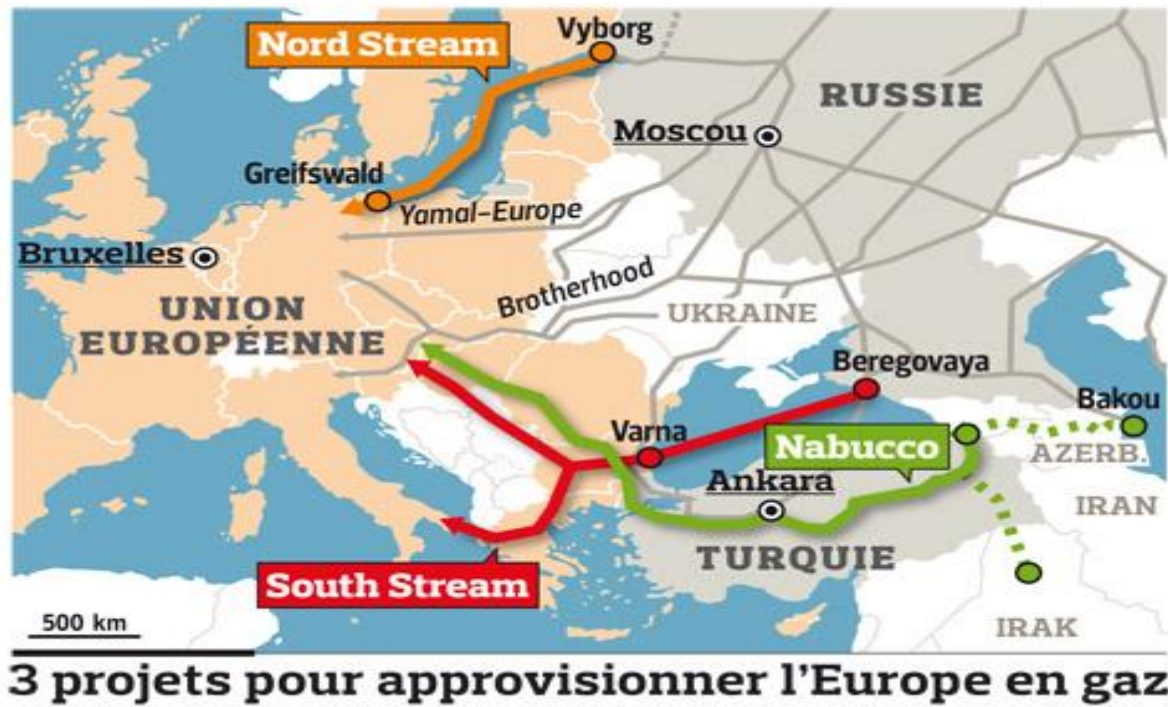 Nord Stream
Vyborg
RUSSIE
Moscou
Greifswald
Yamal-Europe
Bruxelles
Brotherhood
UNION
EUROPÉENNE
UKRAINE
Beregovaya
Bakou
Varna
Nabucco
AZERB.
Ankara
IRAN
TURQUIE
South Stream
500 km
IRAK
3 projets pour approvisionner l'Europe en gaz